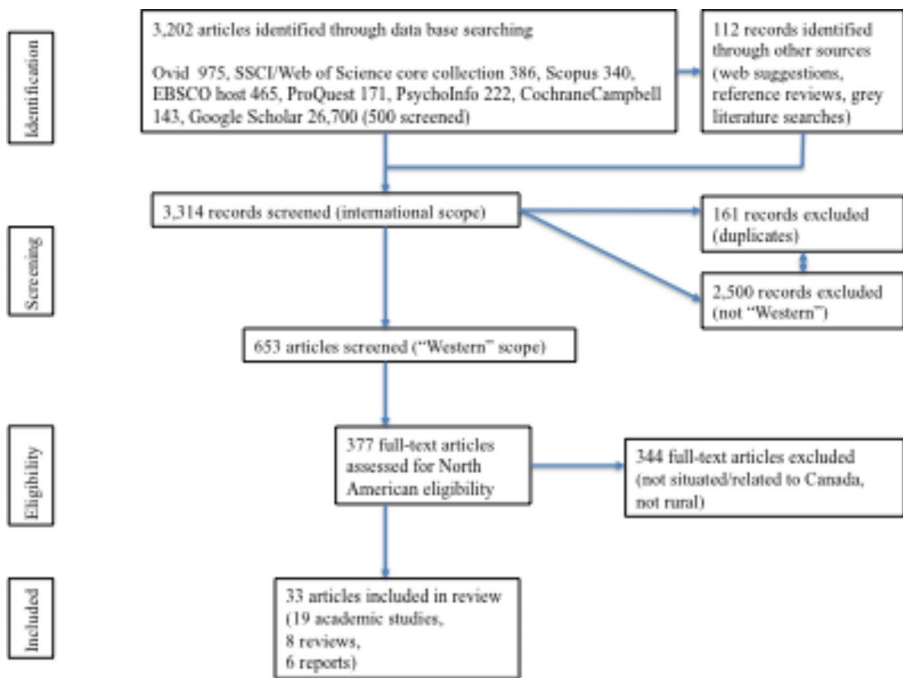 Identification
3,202 articles identified through data base searching
Ovid 975, SSCI/Web of Science core collection 386, Scopus 340,
EBSCO host 465, ProQuest 171, PsychoInfo 222, CochraneCampbell
143, Google Scholar 26,700 (500 screened)
112 records identified
through other sources
(web suggestions,
reference reviews, grey
literature searches)
Screening
3,314 records screened (international scope)
161 records excluded
(duplicates)
2,500 records excluded
(not “Western”)
653 articles screened (“Western” scope)
Eligibility
377 full-text articles
assessed for North
American eligibility
344 full-text articles excluded
(not situated/related to Canada,
not rural)
Included
33 articles included in review
(19 academic studies,
8 reviews,
6 reports)